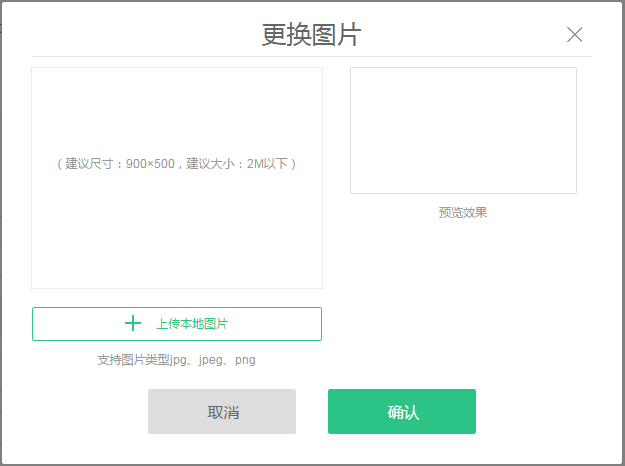 更换图片
（建议尺寸：900×500，建议大小：2M以下）
预览效果
上传本地图片
支持图片类型jpg、jpeg、png
取消
确认